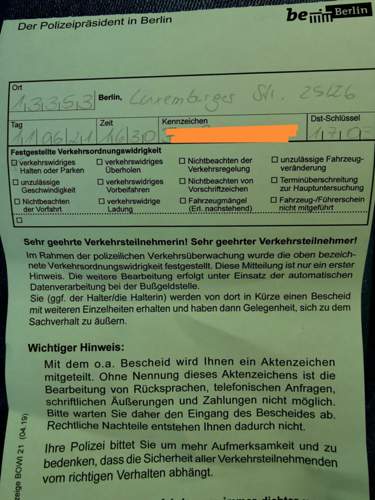 Der Polizeipräsident in Berlin
be Berlin
Ort
13353 Berlin, Luxemburger Str. 25/26
Tag Zeit Kennzeichen Dst-Schlüssel
1630
Festgestellte Verkehrsordnungswidrigkeit
verkehrswidriges Halten oder Parken
verkehrswidriges Überholen
Nichtbeachten der Verkehrsregelung
unzulässige Fahrzeug-veränderung
unzulässige Geschwindigkeit
verkehrswidriges Vorbeifahren
Nichtbeachten von Vorschriftzeichen
Terminüberschreitung zur Hauptuntersuchung
Nichtbeachten der Vorfahrt
verkehrswidrige Ladung
Fahrzeugmängel (Erl. nachstehend)
Fahrzeug-/Führerschein nicht mitgeführt
Sehr geehrte Verkehrsteilnehmerin! Sehr geehrter Verkehrsteilnehmer!
Im Rahmen der polizeilichen Verkehrsüberwachung wurde die oben bezeich-
nete Verkehrsordnungswidrigkeit festgestellt. Diese Mitteilung ist nur ein erster
Hinweis. Die weitere Bearbeitung erfolgt unter Einsatz der automatischen
Datenverarbeitung bei der Bußgeldstelle.
Sie (ggf. der Halter/die Halterin) werden von dort in Kürze einen Bescheid
mit weiteren Einzelheiten erhalten und haben dann Gelegenheit, sich zu dem
Sachverhalt zu äußern.
Wichtiger Hinweis:
Mit dem o.a. Bescheid wird Ihnen ein Aktenzeichen
mitgeteilt. Ohne Nennung dieses Aktenzeichens ist die
Bearbeitung von Rücksprachen, telefonischen Anfragen,
schriftlichen Äußerungen und Zahlungen nicht möglich.
Bitte warten Sie daher den Eingang des Bescheides ab.
Rechtliche Nachteile entstehen Ihnen dadurch nicht.
Ihre Polizei bittet Sie um mehr Aufmerksamkeit und zu
bedenken, dass die Sicherheit aller Verkehrsteilnehmenden
vom richtigen Verhalten abhängt.
zeige BOWI 21 (04.19)